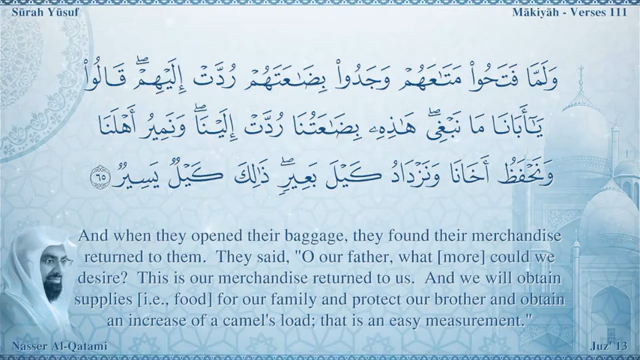 Sūrah Yūsuf
Mākiyāh - Verses 111
وَلَمَّا فَتَحُوا۟ مَتَـٰعَهُمْ وَجَدُوا۟ بِضَـٰعَتَهُمْ رُدَّتْ إِلَيْهِمْ ۖ قَالُوا۟
يَـٰٓأَبَانَا مَا نَبْغِى ۖ هَـٰذِهِۦ بِضَـٰعَتُنَا رُدَّتْ إِلَيْنَا ۖ وَنَمِيرُ أَهْلَنَا
وَنَحْفَظُ أَخَانَا وَنَزْدَادُ كَيْلَ بَعِيرٍ ۖ ذَٰلِكَ كَيْلٌ يَسِيرٌ ٦٥
And when they opened their baggage, they found their merchandise
returned to them. They said, "O our father, what [more] could we
desire? This is our merchandise returned to us. And we will obtain
supplies [i.e., food] for our family and protect our brother and obtain
an increase of a camel's load; that is an easy measurement."
Nasser Al-Qatami
Juz' 13